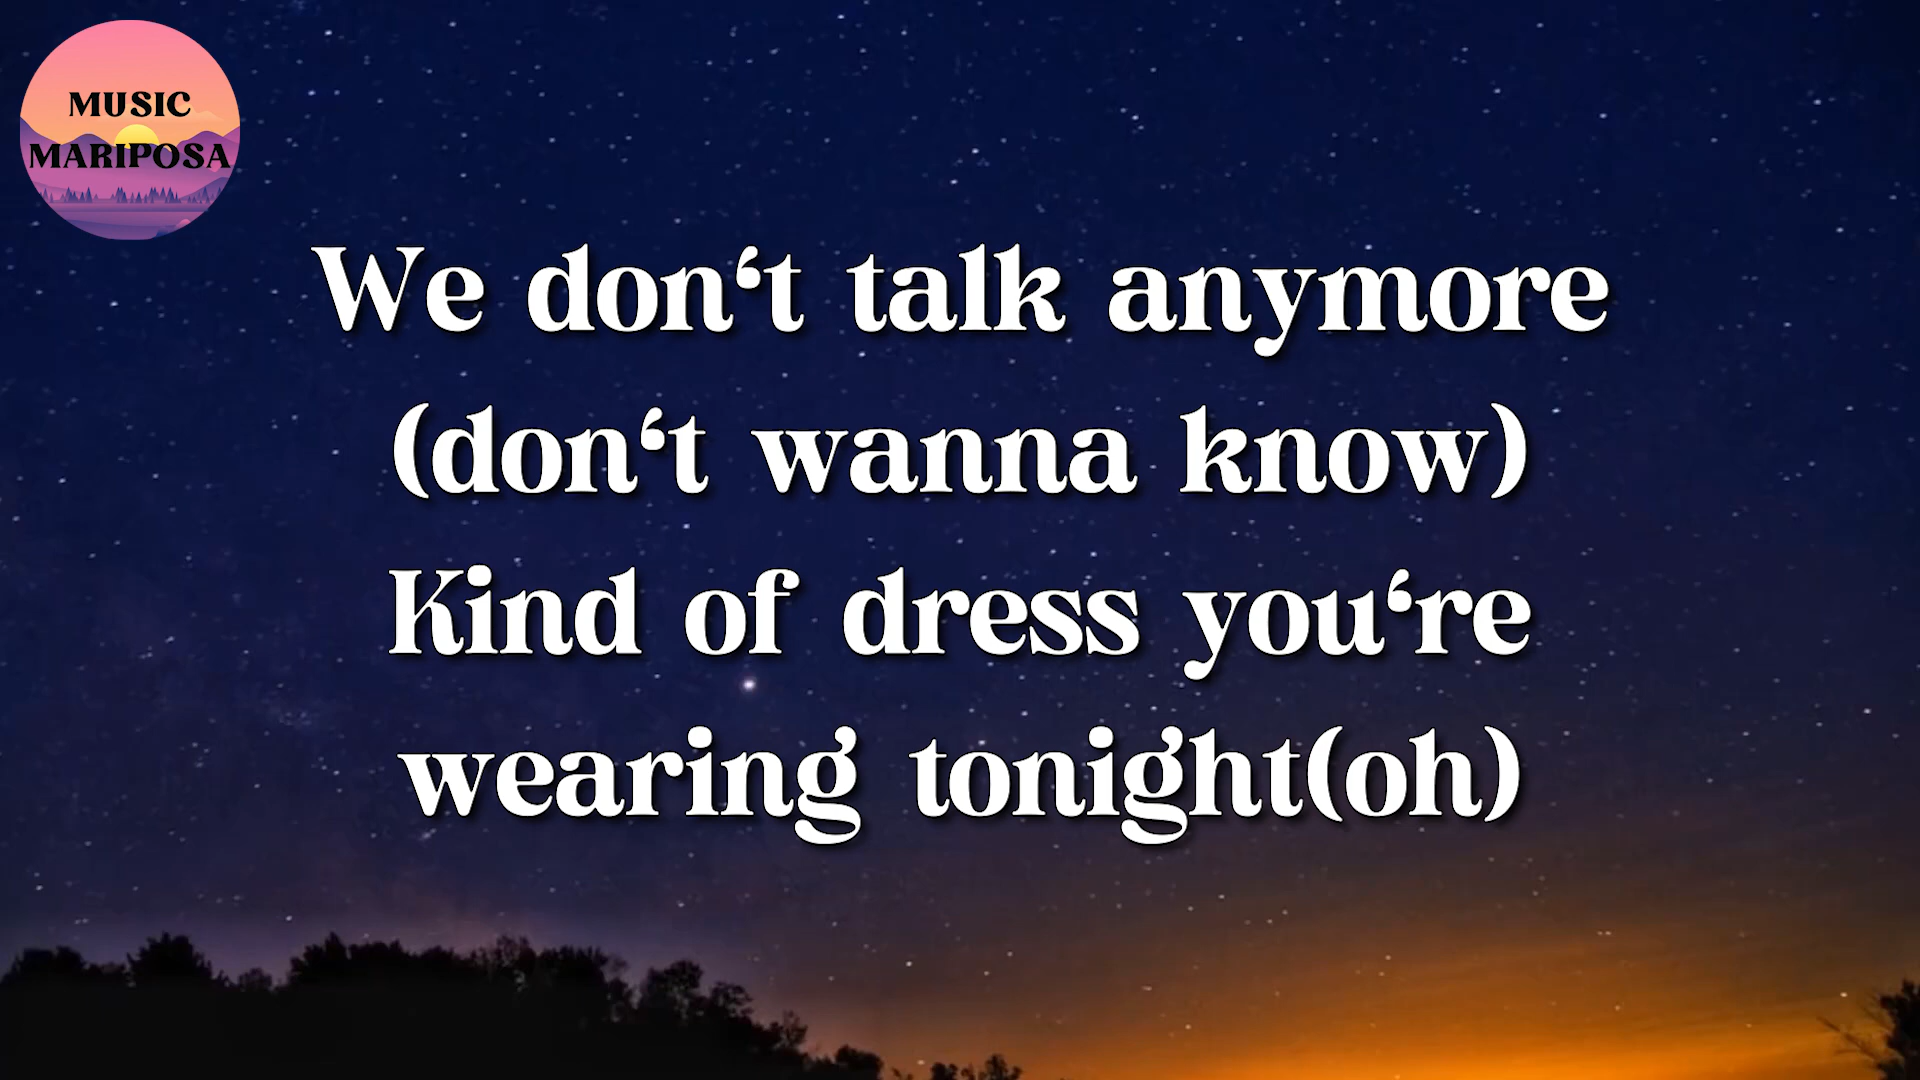 MUSIC
MARIPOSA
We don‘t talk anymore
(don‘t wanna know)
Kind of dress you‘re
wearing tonight(oh)